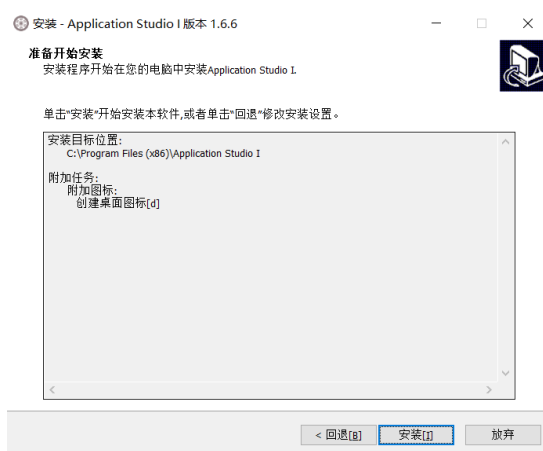 安装 - Application Studio I 版本 1.6.6
准备开始安装
安装程序开始在您的电脑中安装Application Studio I.
单击"安装"开始安装本软件,或者单击"回退"修改安装设置。
安装目标位置:
C:\Program Files (x86)\Application Studio I
附加任务:
附加图标:
创建桌面图标[d]
< 回退[B] 安装[I] 放弃